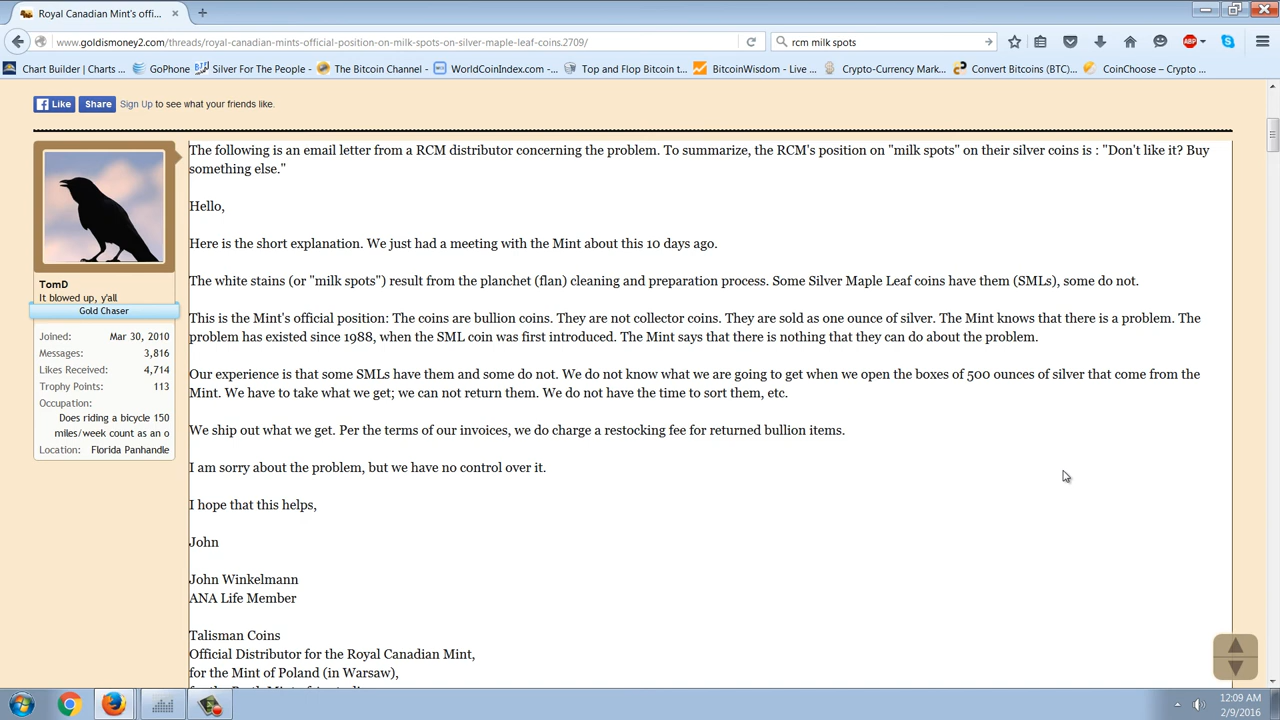 Royal Canadian Mint's offi...
www.goldismoney2.com/threads/royal-canadian-mints-official-position-on-milk-spots-on-silver-maple-leaf-coins.2709/
rcm milk spots
ABP
Chart Builder | Charts ...
GoPhone
Silver For The People - ...
The Bitcoin Channel - ...
WorldCoinIndex.com -...
Top and Flop Bitcoin t...
BitcoinWisdom - Live ...
Crypto-Currency Mark...
Convert Bitcoins (BTC)...
CoinChoose – Crypto ...
Like
Share
Sign Up to see what your friends like.
TomD
It blowed up, y'all
Gold Chaser
Joined: Mar 30, 2010
Messages: 3,816
Likes Received: 4,714
Trophy Points: 113
Occupation:
Does riding a bicycle 150
miles/week count as an o
Location: Florida Panhandle
The following is an email letter from a RCM distributor concerning the problem. To summarize, the RCM's position on "milk spots" on their silver coins is : "Don't like it? Buy
something else."
Hello,
Here is the short explanation. We just had a meeting with the Mint about this 10 days ago.
The white stains (or "milk spots") result from the planchet (flan) cleaning and preparation process. Some Silver Maple Leaf coins have them (SMLs), some do not.
This is the Mint's official position: The coins are bullion coins. They are not collector coins. They are sold as one ounce of silver. The Mint knows that there is a problem. The
problem has existed since 1988, when the SML coin was first introduced. The Mint says that there is nothing that they can do about the problem.
Our experience is that some SMLs have them and some do not. We do not know what we are going to get when we open the boxes of 500 ounces of silver that come from the
Mint. We have to take what we get; we can not return them. We do not have the time to sort them, etc.
We ship out what we get. Per the terms of our invoices, we do charge a restocking fee for returned bullion items.
I am sorry about the problem, but we have no control over it.
I hope that this helps,
John
John Winkelmann
ANA Life Member
Talisman Coins
Official Distributor for the Royal Canadian Mint,
for the Mint of Poland (in Warsaw),
12:09 AM
2/9/2016